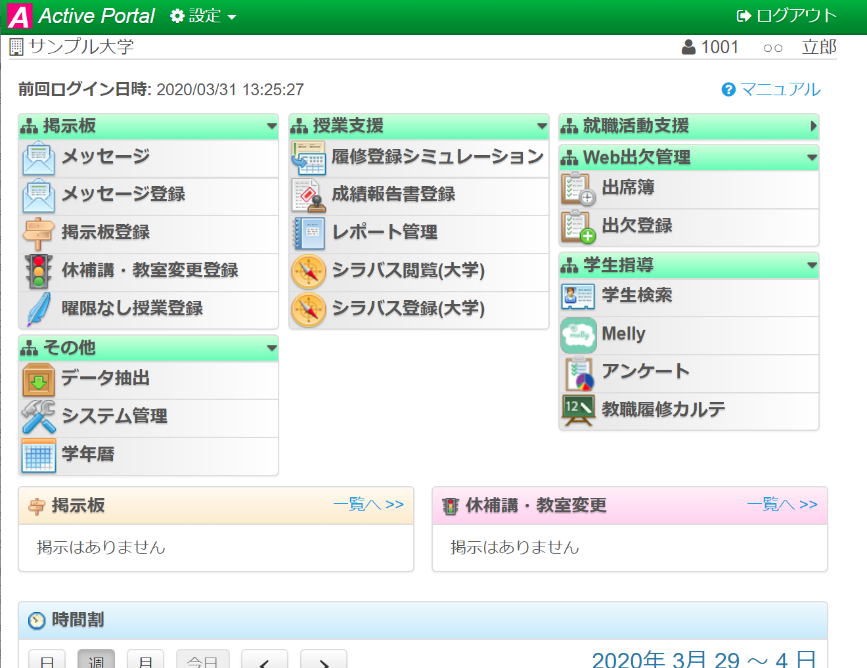 A Active Portal 設定 ログアウト
サンプル大学 1001 ○○ 立郎
前回ログイン日時: 2020/03/31 13:25:27 マニュアル
掲示板
メッセージ
メッセージ登録
掲示板登録
休補講・教室変更登録
曜限なし授業登録
その他
データ抽出
システム管理
学年暦
授業支援
履修登録シミュレーション
成績報告書登録
レポート管理
シラバス閲覧(大学)
シラバス登録(大学)
就職活動支援
Web出欠管理
出席簿
出欠登録
学生指導
学生検索
melly
Melly
アンケート
12
教職履修カルテ
掲示板 一覧へ >>
掲示はありません
休補講・教室変更 一覧へ >>
掲示はありません
時間割
日 週 月 今日 < > 2020年 3月 29 ～ 4 日